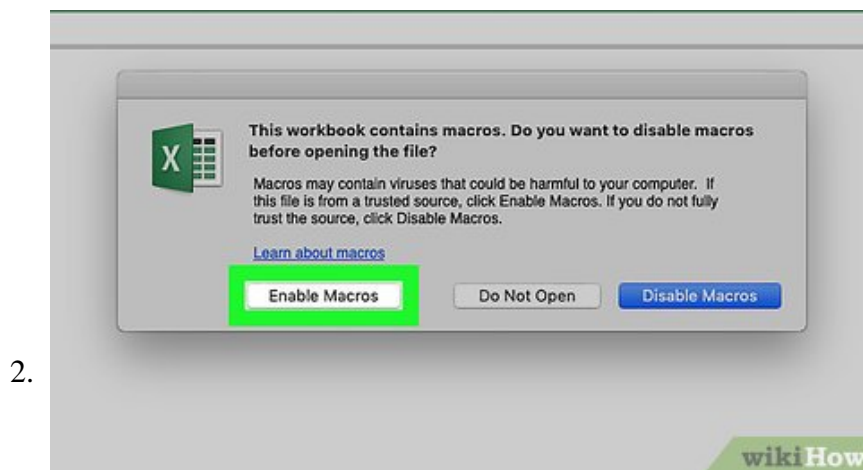 This workbook contains macros. Do you want to disable macros
before opening the file?
X
Macros may contain viruses that could be harmful to your computer. If
this file is from a trusted source, click Enable Macros. If you do not fully
trust the source, click Disable Macros.
Learn about macros
Enable Macros Do Not Open Disable Macros
2.
wikiHow